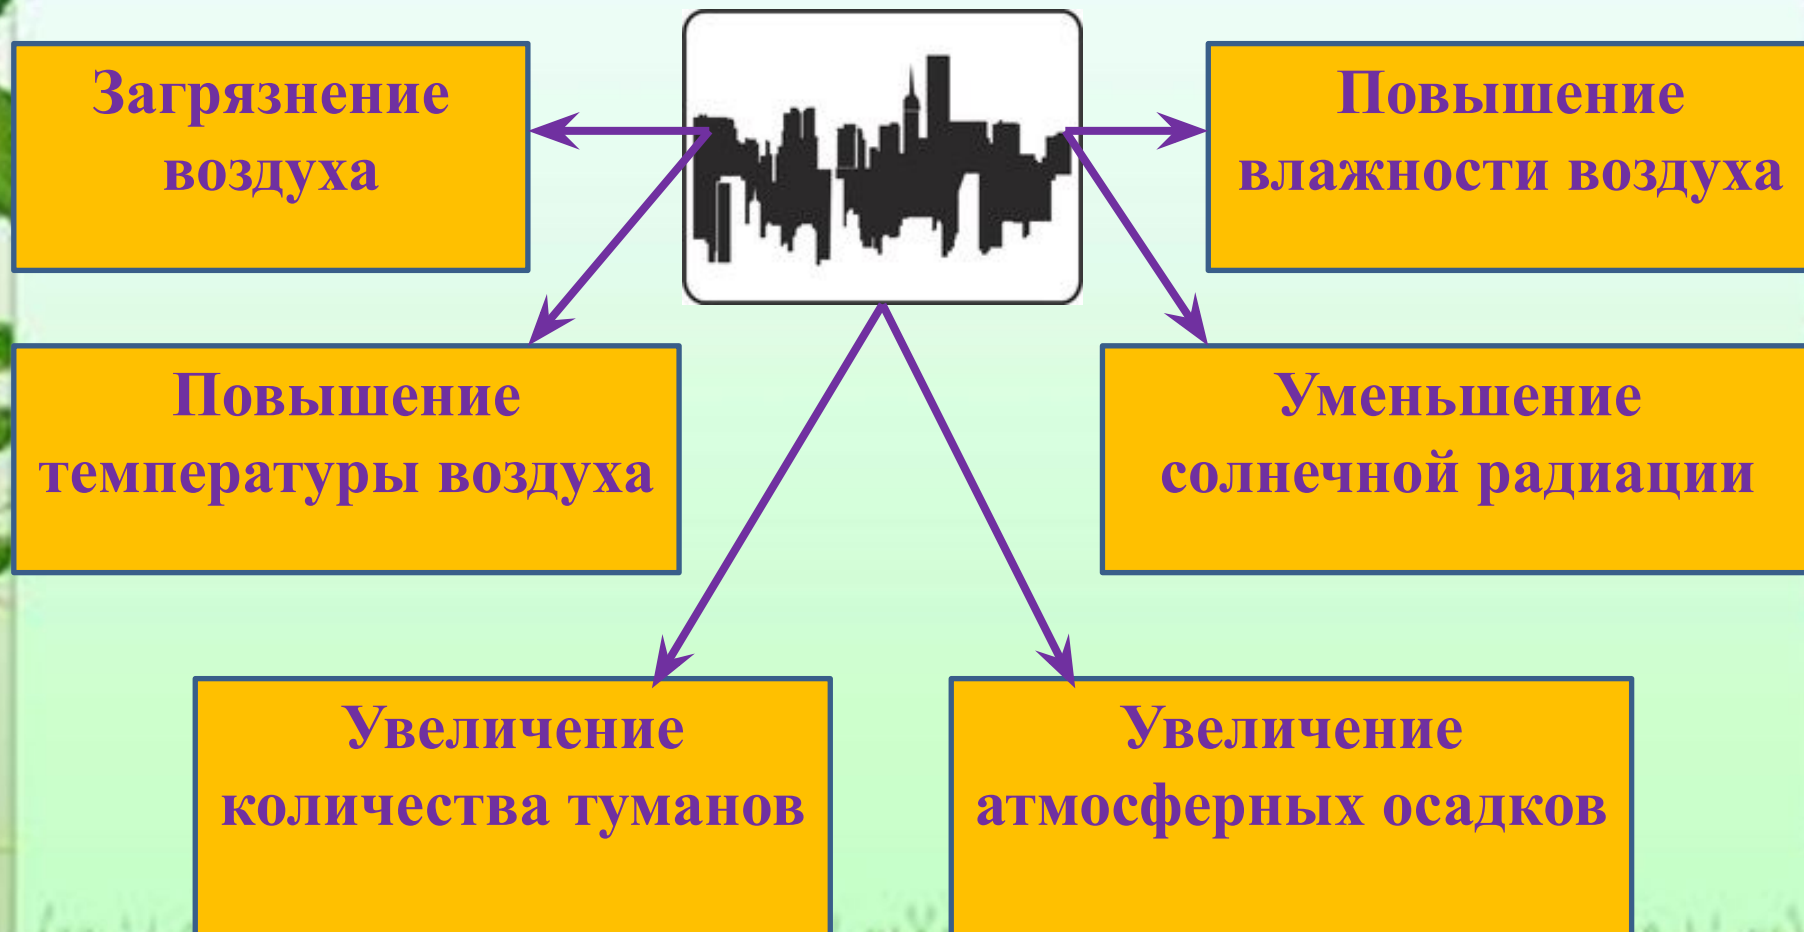 Загрязнение
воздуха
Повышение
влажности воздуха
Повышение
температуры воздуха
Уменьшение
солнечной радиации
Увеличение
количества туманов
Увеличение
атмосферных осадков